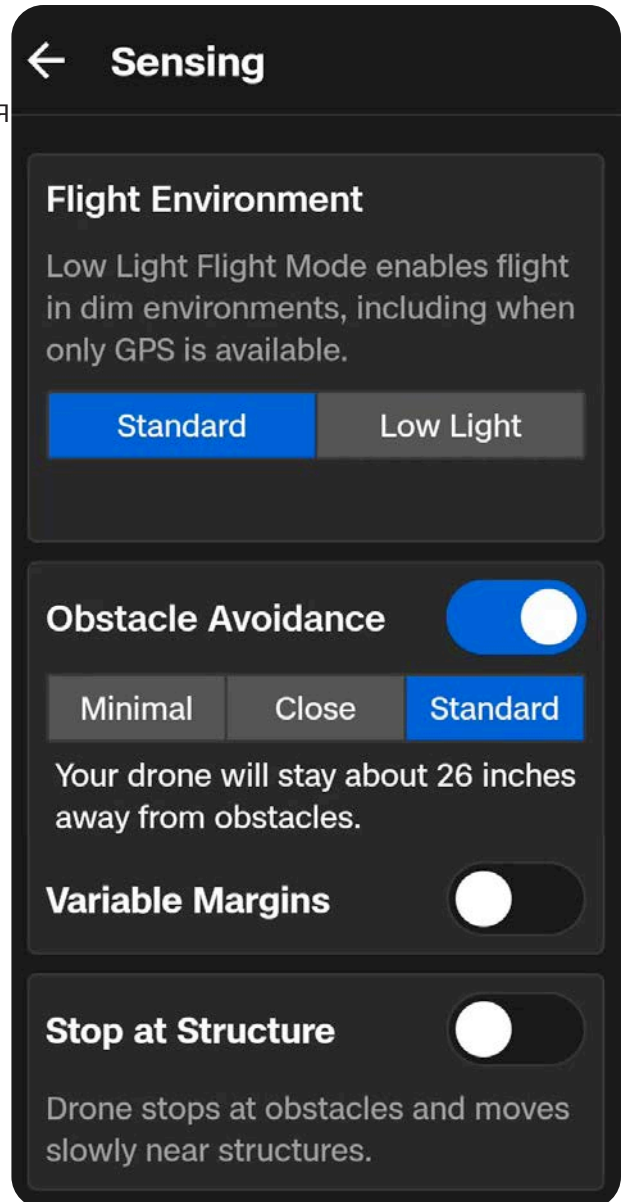 Sensing
я
Flight Environment
Low Light Flight Mode enables flight
in dim environments, including when
only GPS is available.
Standard Low Light
Obstacle Avoidance
Minimal Close Standard
Your drone will stay about 26 inches
away from obstacles.
Variable Margins
Stop at Structure
Drone stops at obstacles and moves
slowly near structures.